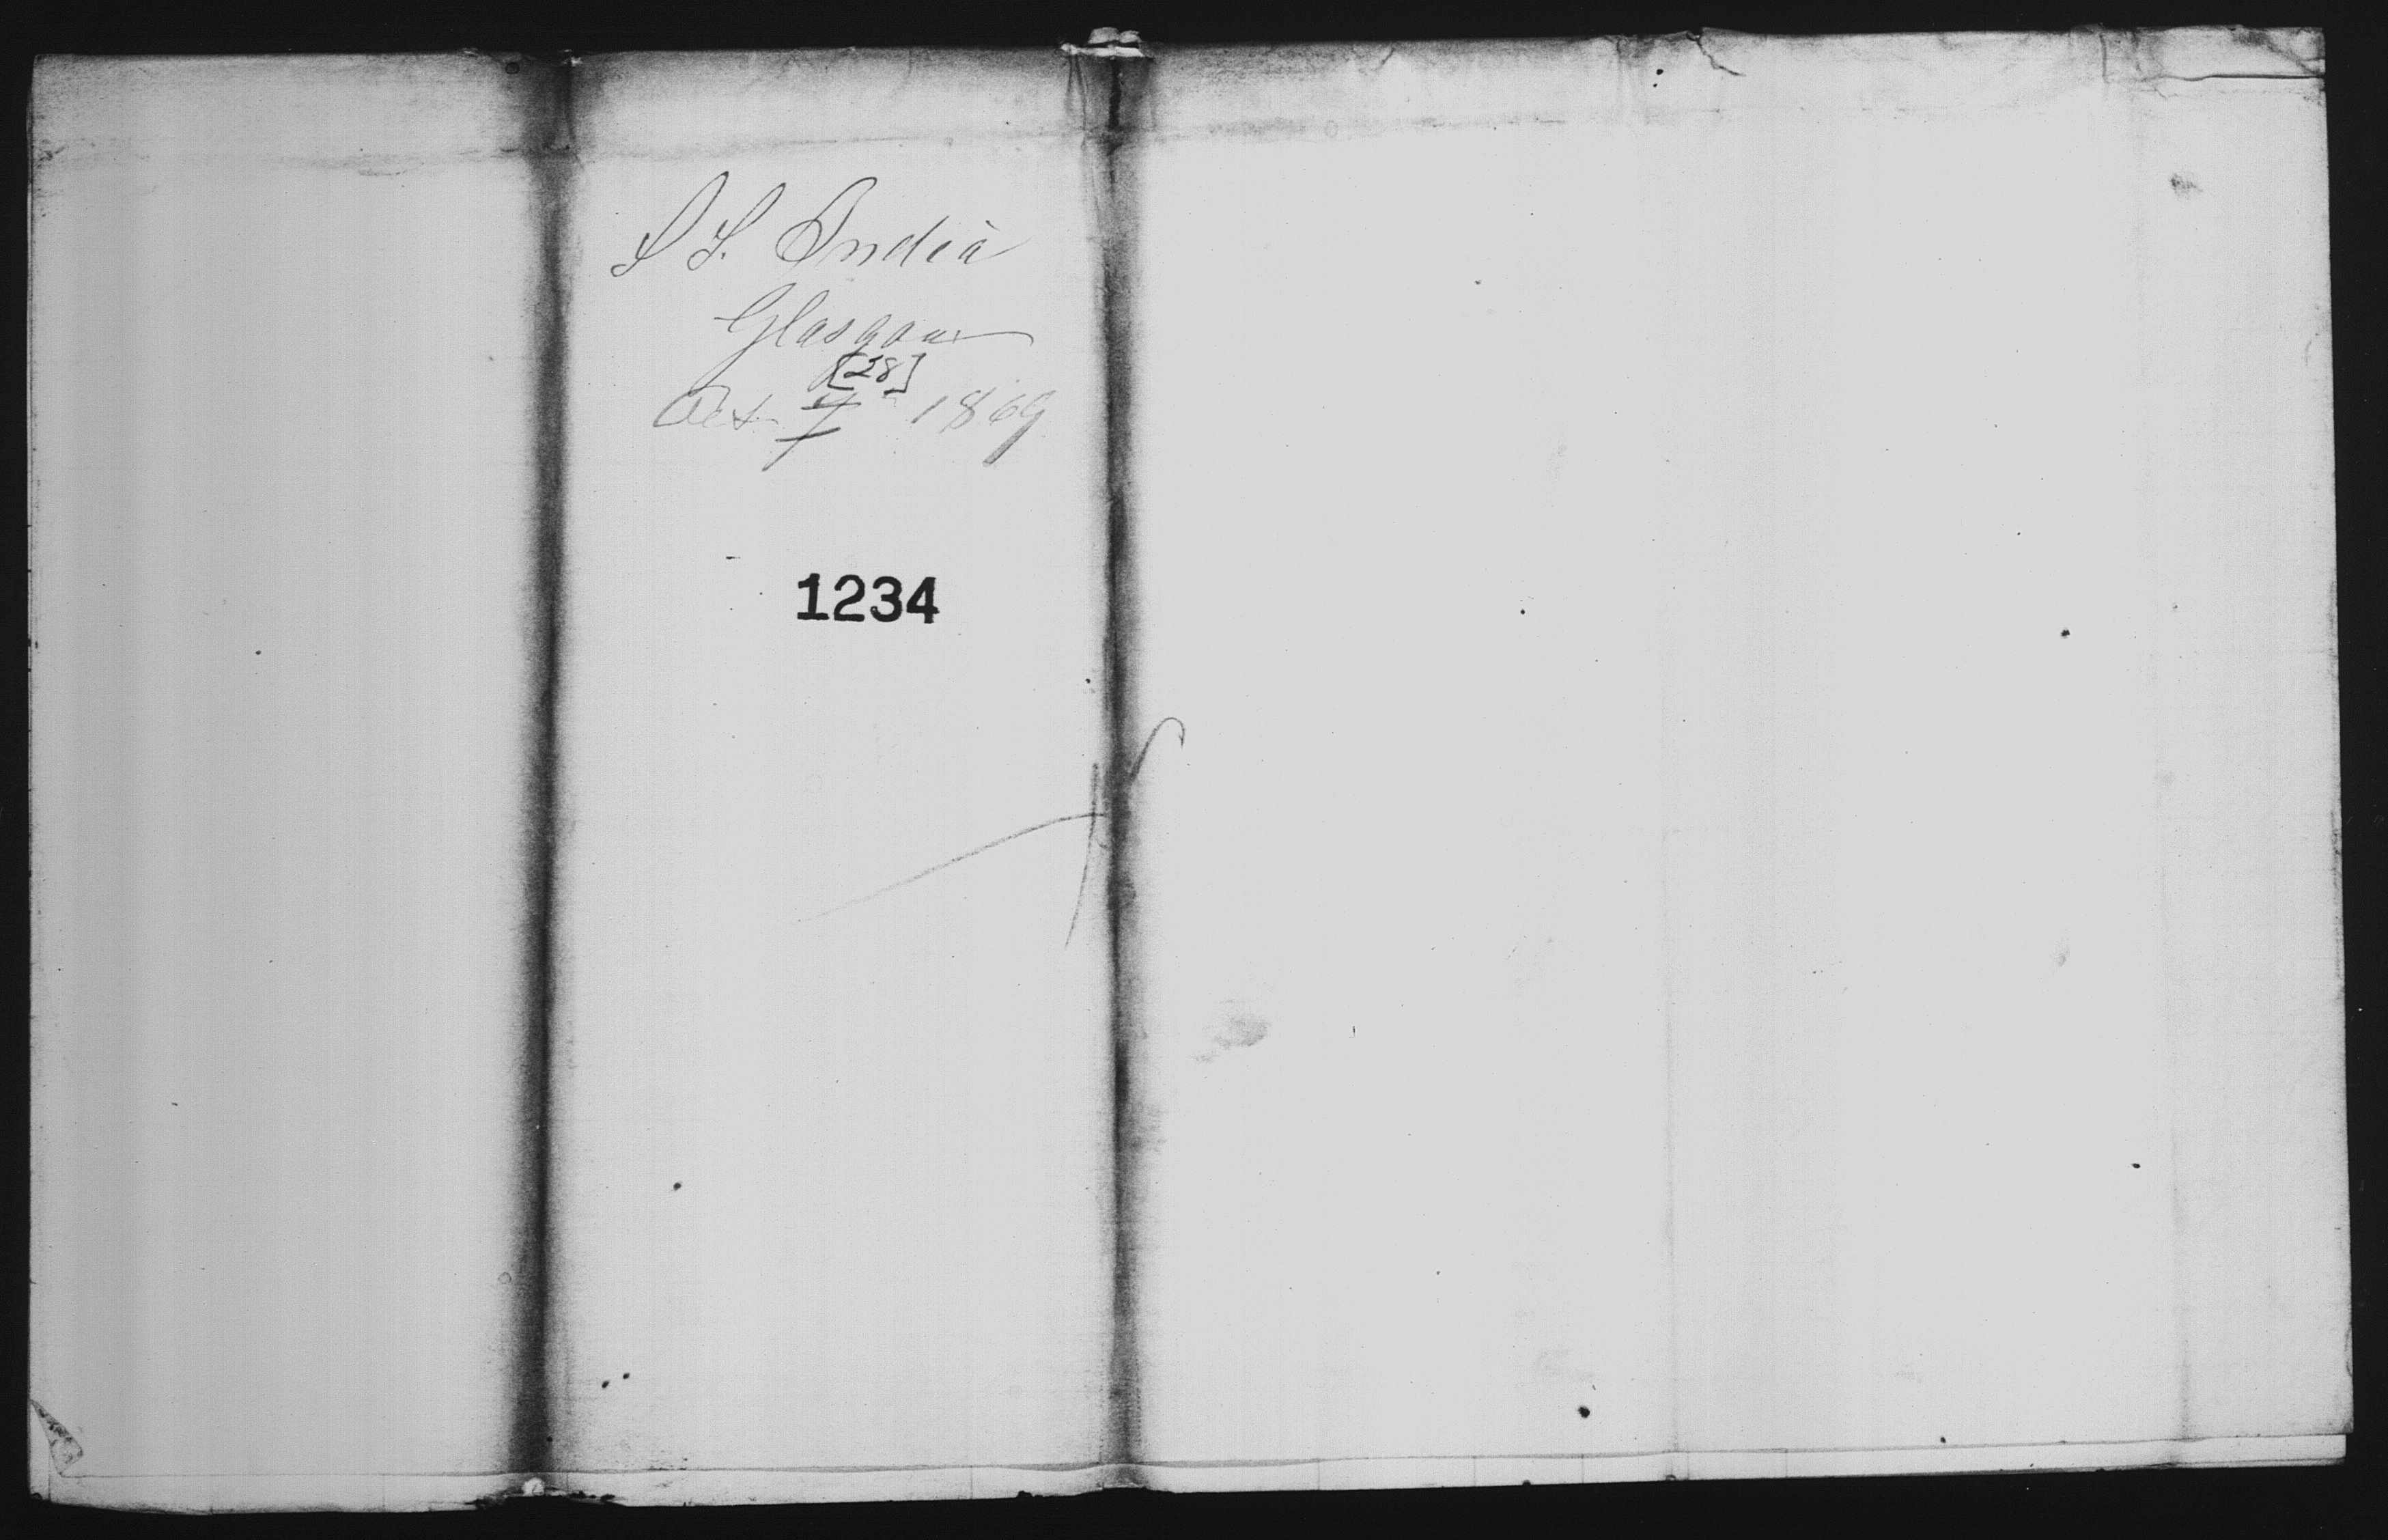 S S. India
Glasgow
[28]
Oct 7 1869
1234